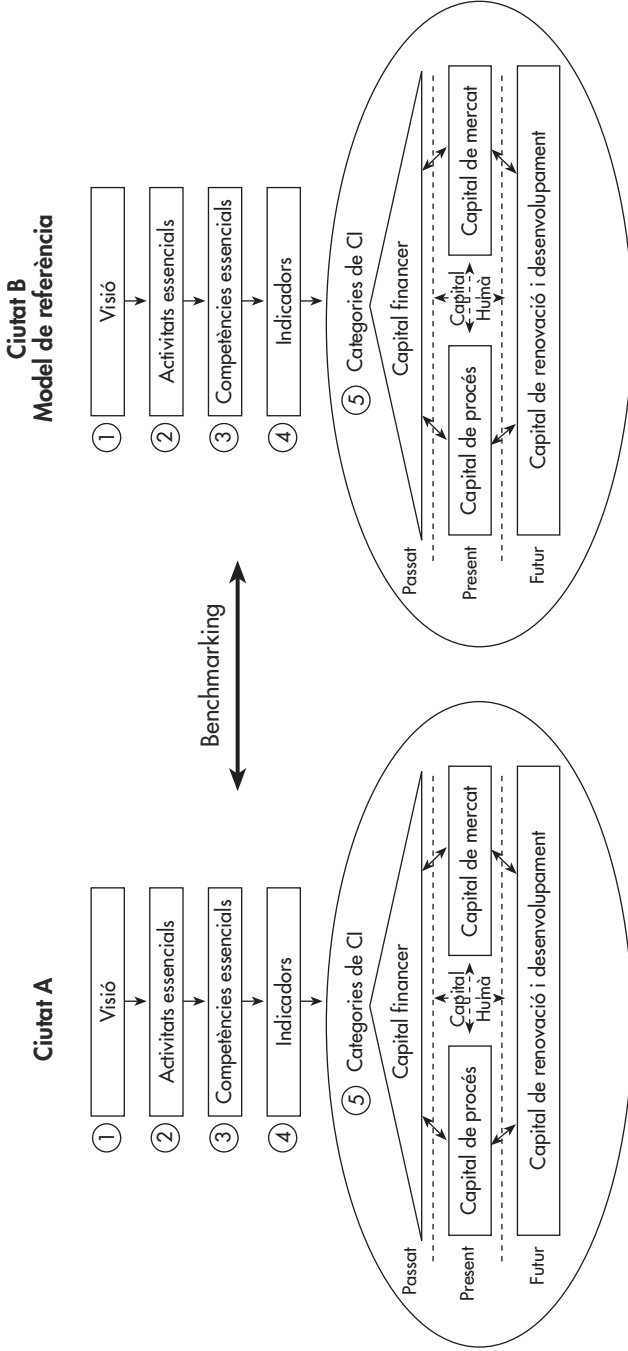 Ciutat A
1 Visió
2 Activitats essencials
3 Competències essencials
4 Indicadors
5 Categories de CI
Capital financer
Passat
Present
Capital de procés
Capital
Humà
Capital de mercat
Futur
Capital de renovació i desenvolupament
Benchmarking
Ciutat B
Model de referència
1 Visió
2 Activitats essencials
3 Competències essencials
4 Indicadors
5 Categories de CI
Capital financer
Passat
Present
Capital de procés
Capital
Humà
Capital de mercat
Futur
Capital de renovació i desenvolupament